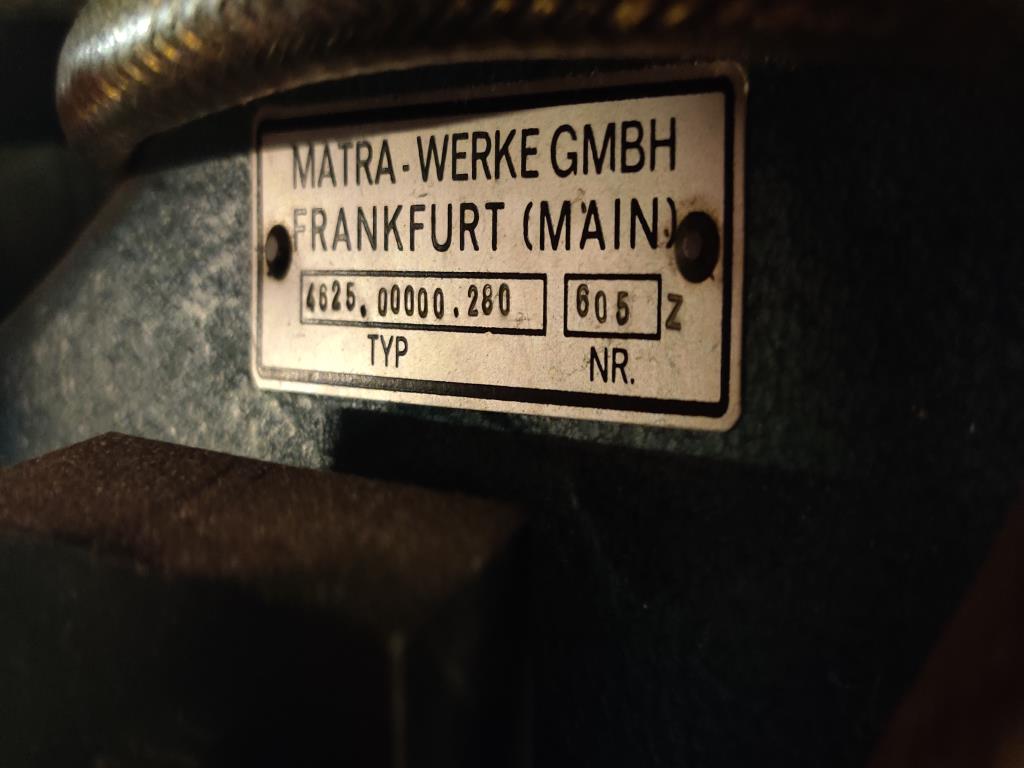 MATRA-WERKE GMBH
FRANKFURT (MAIN)
4625.00000.280 605 Z
TYP NR.